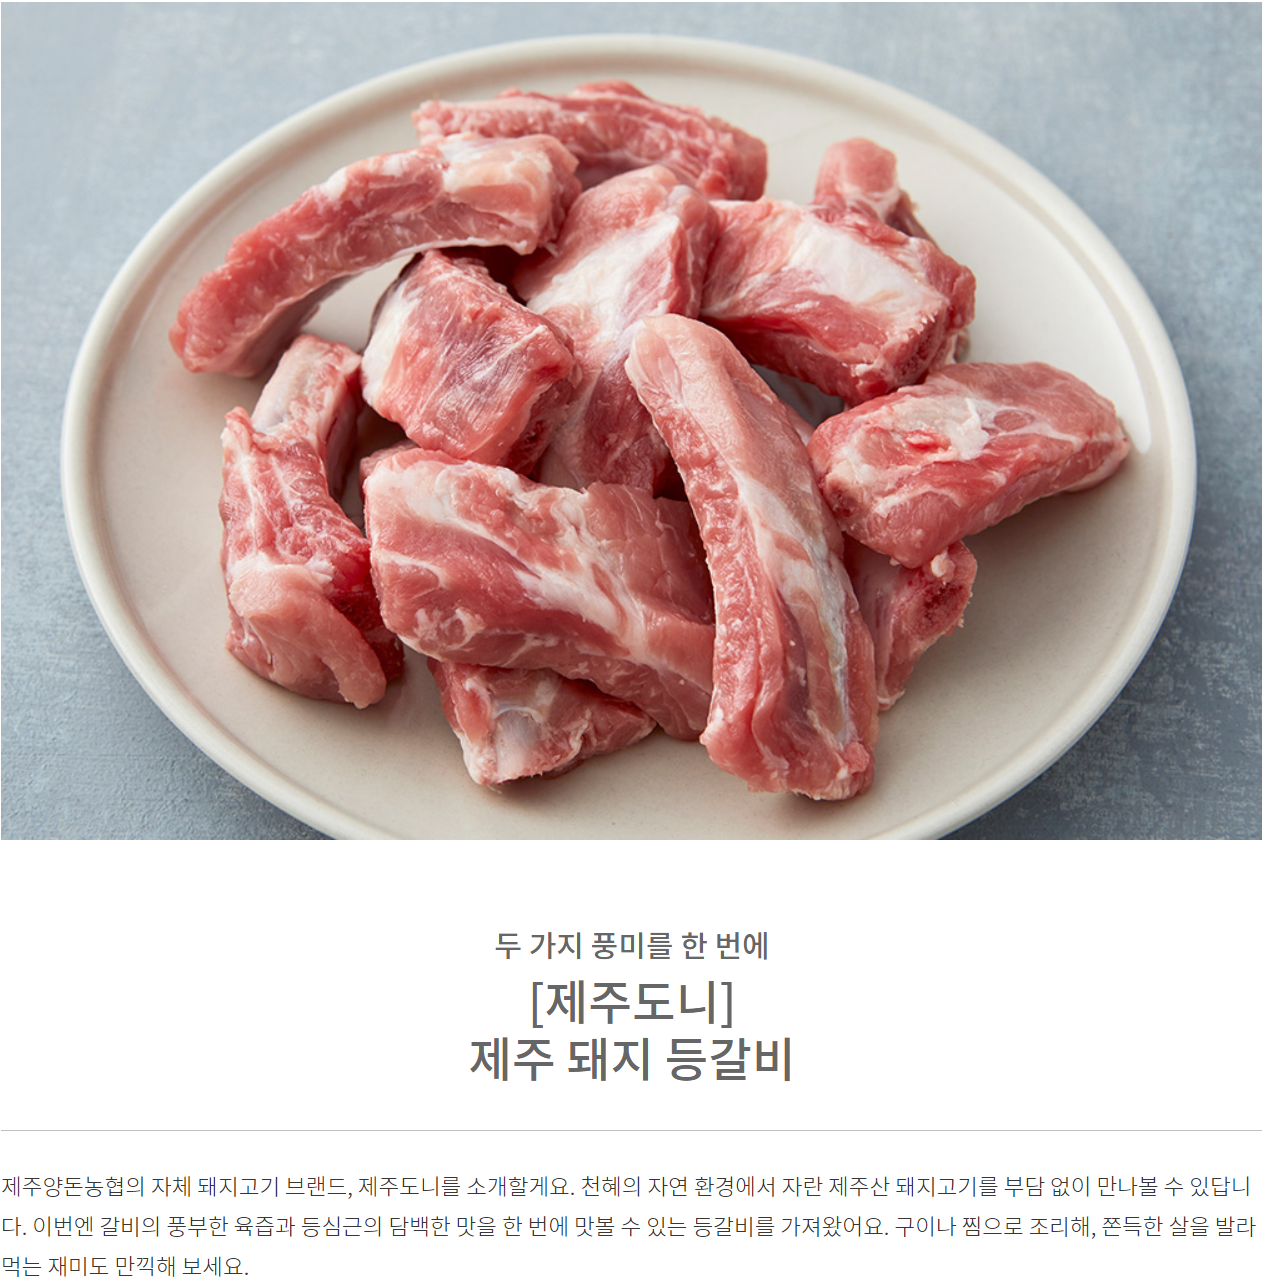 두 가지 풍미를 한 번에
[제주도니]
제주 돼지 등갈비
제주양돈농협의 자체 돼지고기 브랜드, 제주도니를 소개할게요. 천혜의 자연 환경에서 자란 제주산 돼지고기를 부담 없이 만나볼 수 있답니
다. 이번엔 갈비의 풍부한 육즙과 등심근의 담백한 맛을 한 번에 맛볼 수 있는 등갈비를 가져왔어요. 구이나 찜으로 조리해, 쫀득한 살을 발라
먹는 재미도 만끽해 보세요.